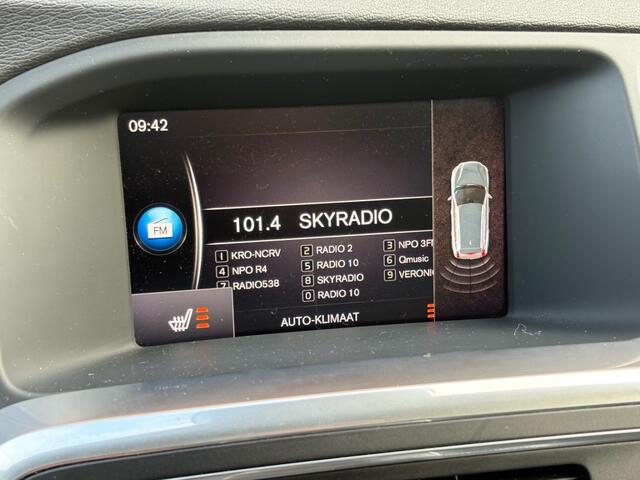 09:42
FM
101.4 SKYRADIO
1 KRO-NCRV 2 RADIO 2 3 NPO 3F
4 NPO R4 5 RADIO 10 6 Qmusic
7 RADIO538 8 SKYRADIO 9 VERONI
0 RADIO 10
AUTO-KLIMAAT